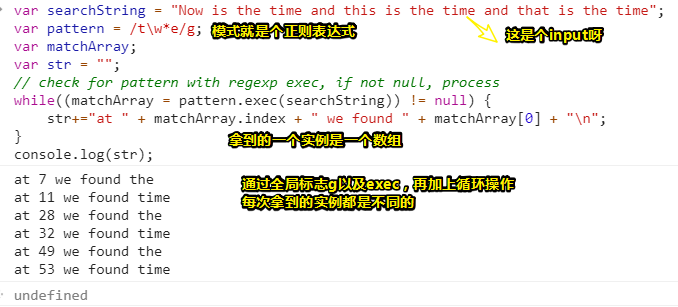 var searchString = "Now is the time and this is the time and that is the time";
var pattern = /t\w*e/g; 模式就是个正则表达式
这是个input呀
var matchArray;
var str = "";
// check for pattern with regexp exec, if not null, process
while((matchArray = pattern.exec(searchString)) != null) {
str+="at " + matchArray.index + " we found " + matchArray[0] + "\n";
}
拿到的一个实例是一个数组
console.log(str);
at 7 we found the
通过全局标志g以及exec，再加上循环操作
at 11 we found time
每次拿到的实例都是不同的
at 28 we found the
at 32 we found time
at 49 we found the
at 53 we found time
undefined